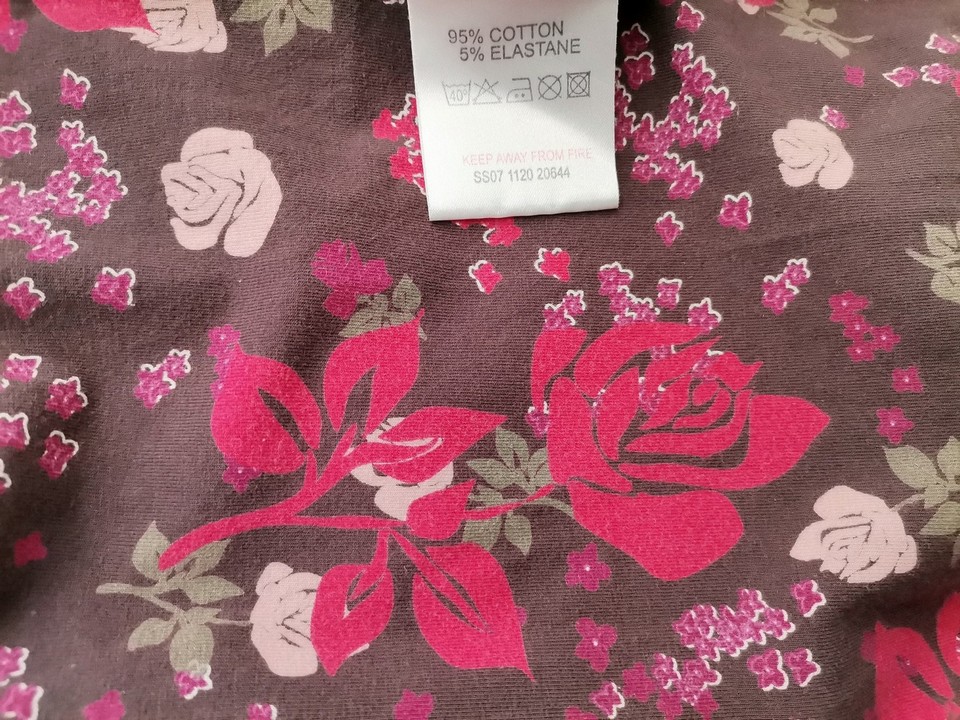 95% COTTON
5% ELASTANE
40°
KEEP AWAY FROM FIRE
SS07 1120 20644